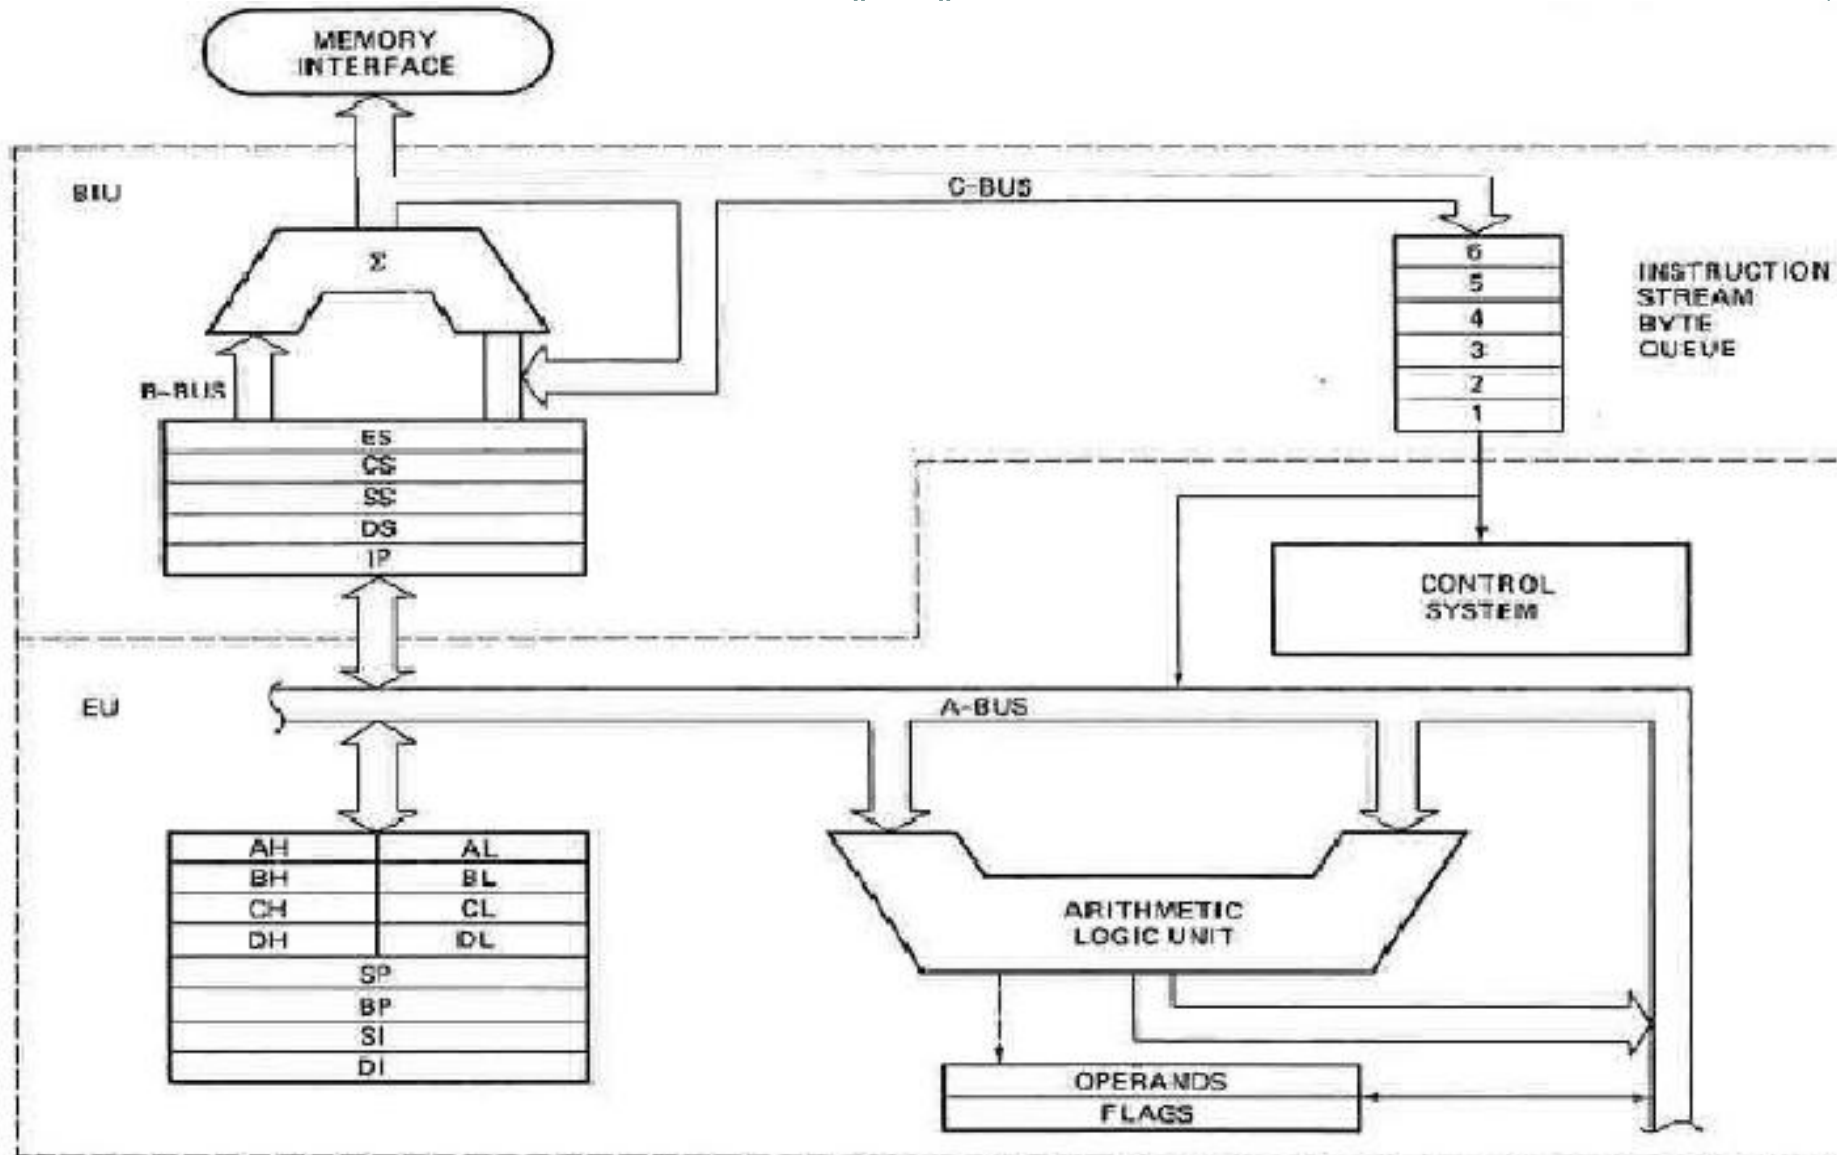 MEMORY
INTERFACE
BIU
C-BUS
Σ
6
5
4
3
2
1
INSTRUCTION
STREAM
BYTE
QUEUE
B-BUS
ES
CS
SS
DS
IP
CONTROL
SYSTEM
EU
A-BUS
AH AL
BH BL
CH CL
DH DL
SP
BP
SI
DI
ARITHMETIC
LOGIC UNIT
OPERANDS
FLAGS